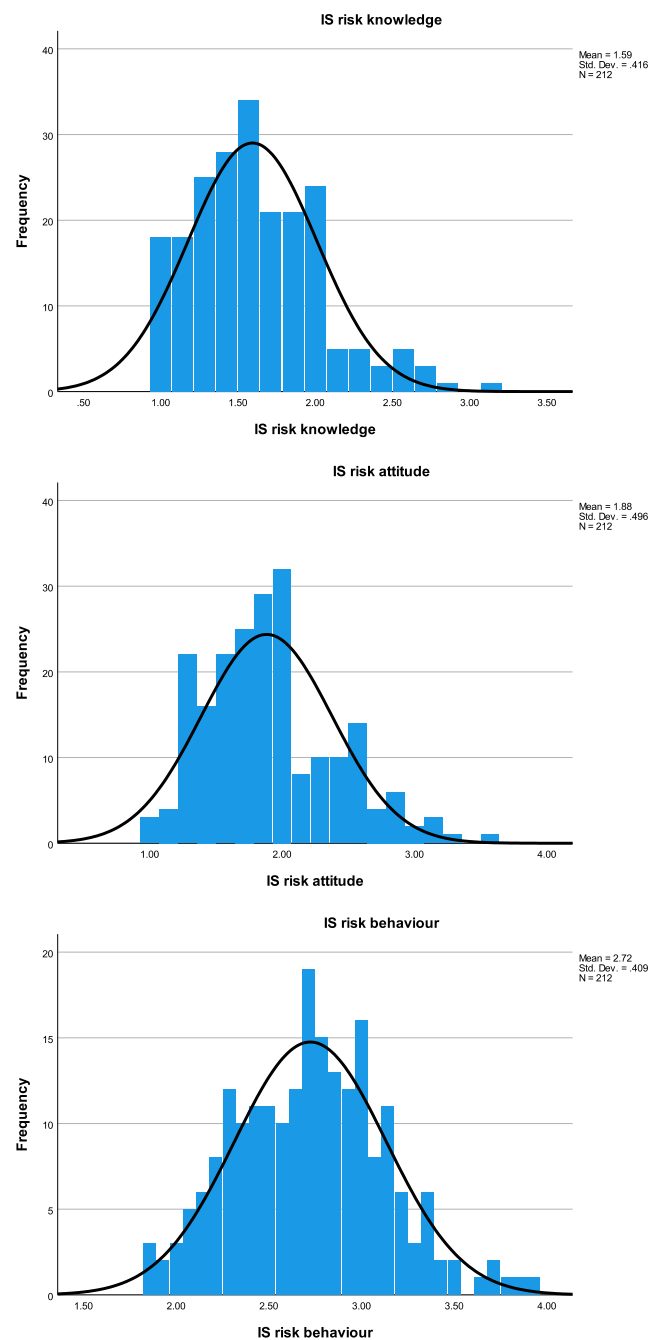 IS risk knowledge
Mean = 1.59
Std. Dev. = .416
N = 212
40
30
20
10
0
Frequency
.50 1.00 1.50 2.00 2.50 3.00 3.50
IS risk knowledge
IS risk attitude
Mean = 1.88
Std. Dev. = .496
N = 212
40
30
20
10
0
Frequency
1.00 2.00 3.00 4.00
IS risk attitude
IS risk behaviour
Mean = 2.72
Std. Dev. = .409
N = 212
20
15
10
5
0
Frequency
1.50 2.00 2.50 3.00 3.50 4.00
IS risk behaviour